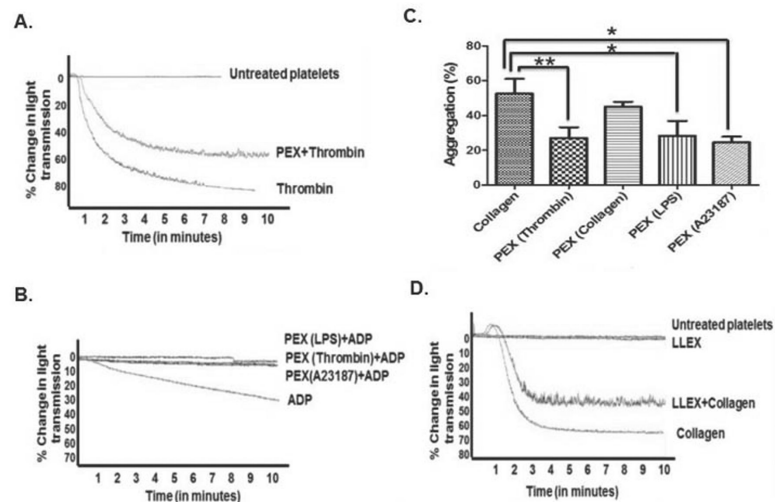 A.
% Change in light
transmission
0
20
40
60
80
Untreated platelets
PEX+Thrombin
Thrombin
1 2 3 4 5 6 7 8 9 10
Time (in minutes)
B.
% Change in light
transmission
0
10
20
30
40
50
60
70
PEX (LPS)+ADP
PEX (Thrombin)+ADP
PEX(A23187)+ADP
ADP
1 2 3 4 5 6 7 8 9 10
Time (in minutes)
C.
Aggregation (%)
80
60
40
20
0
*
*
**
Collagen
PEX (Thrombin)
PEX (Collagen)
PEX (LPS)
PEX (A23187)
D.
% Change in light
transmission
0
10
20
30
40
50
60
70
80
Untreated platelets
LLEX
LLEX+Collagen
Collagen
1 2 3 4 5 6 7 8 9 10
Time (in minutes)